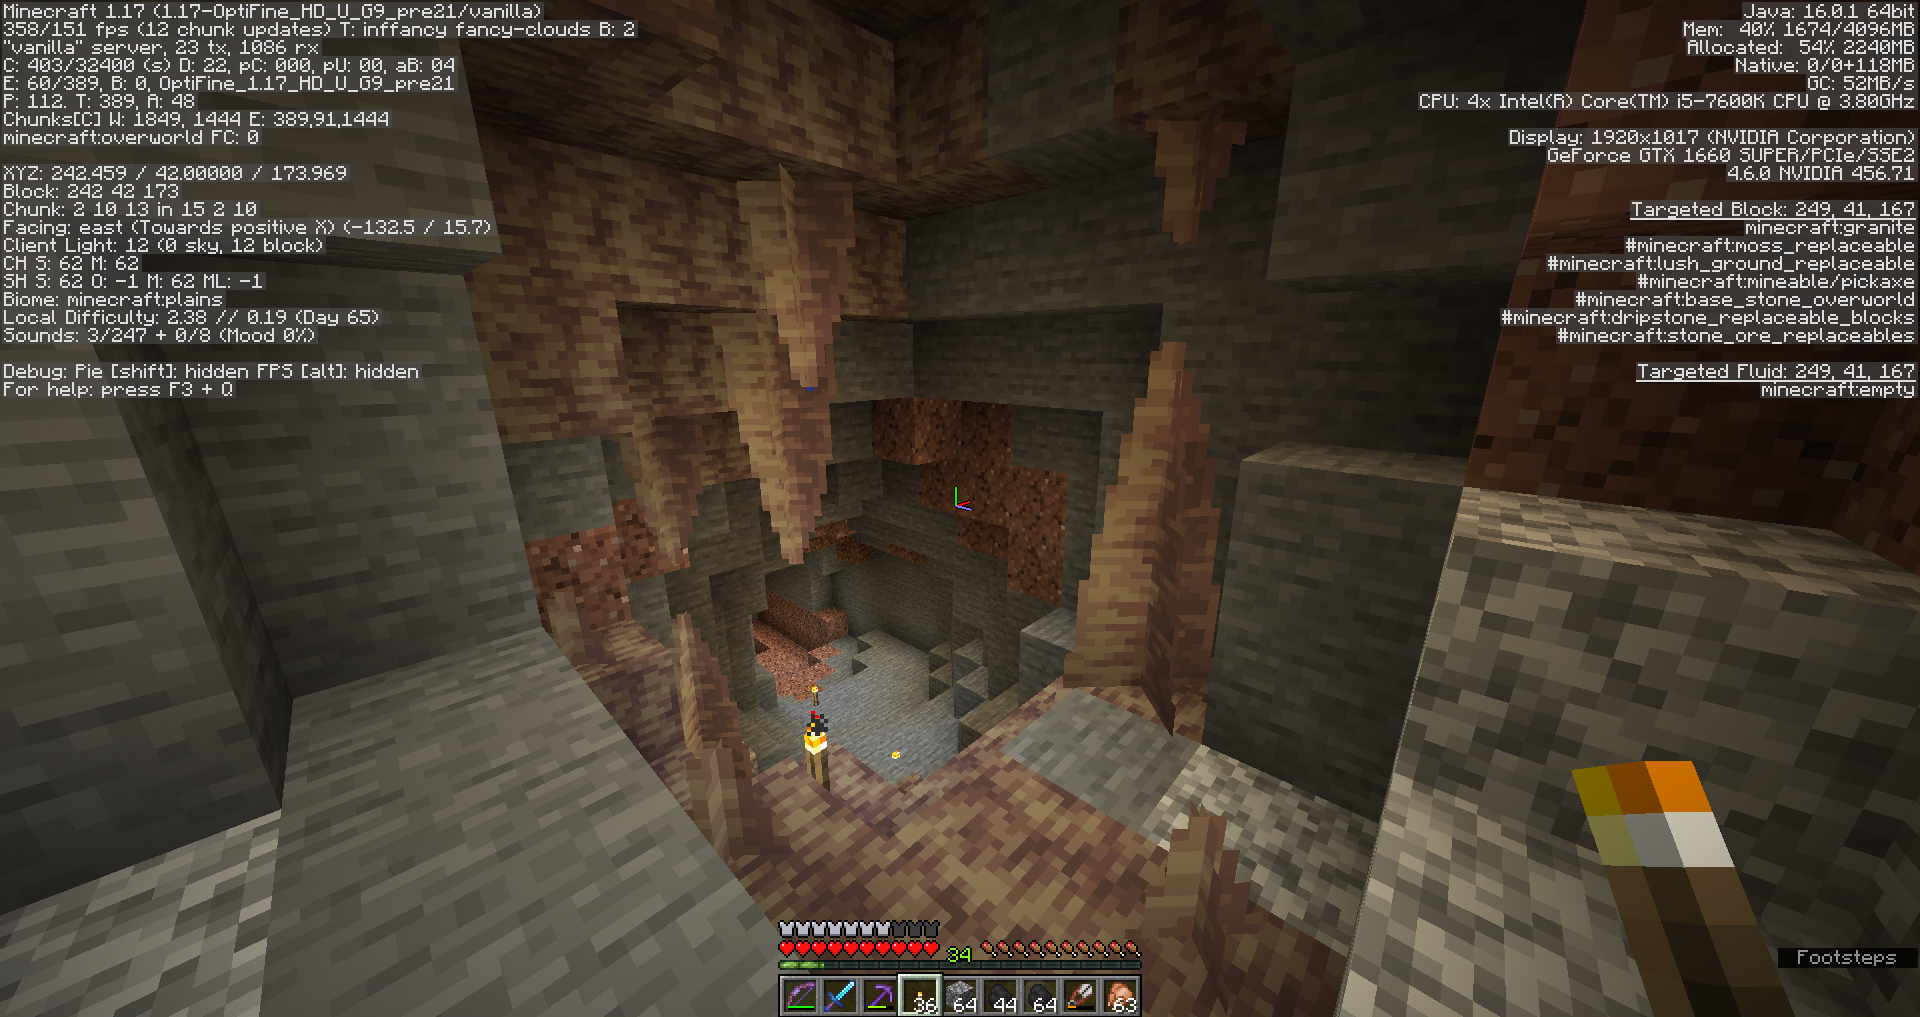 Minecraft 1.17 (1.17-OptiFine_HD_U_G9_pre21/vanilla)
358/151 fps (12 chunk updates) T: inffancy fancy-clouds B: 2
"vanilla" server, 23 tx, 1086 rx
C: 403/32400 (s) D: 22, pC: 000, pU: 00, aB: 04
E: 60/389, B: 0, OptiFine_1.17_HD_U_G9_pre21
P: 112. T: 389, A: 48
Chunks[C] W: 1849, 1444 E: 389,91,1444
minecraft:overworld FC: 0
XYZ: 242.459 / 42.00000 / 173.969
Block: 242 42 173
Chunk: 2 10 13 in 15 2 10
Facing: east (Towards positive X) (-132.5 / 15.7)
Client Light: 12 (0 sky, 12 block)
CH S: 62 M: 62
SH S: 62 O: -1 M: 62 ML: -1
Biome: minecraft:plains
Local Difficulty: 2.38 // 0.19 (Day 65)
Sounds: 3/247 + 0/8 (Mood 0%)
Debug: Pie [shift]: hidden FPS [alt]: hidden
For help: press F3 + Q
Java: 16.0.1 64bit
Mem: 40% 1674/4096MB
Allocated: 54% 2240MB
Native: 0/0+118MB
GC: 52MB/s
CPU: 4x Intel(R) Core(TM) i5-7600K CPU @ 3.80GHz
Display: 1920x1017 (NVIDIA Corporation)
GeForce GTX 1660 SUPER/PCIe/SSE2
4.6.0 NVIDIA 456.71
Targeted Block: 249, 41, 167
minecraft:granite
#minecraft:moss_replaceable
#minecraft:lush_ground_replaceable
#minecraft:mineable/pickaxe
#minecraft:base_stone_overworld
#minecraft:dripstone_replaceable_blocks
#minecraft:stone_ore_replaceables
Targeted Fluid: 249, 41, 167
minecraft:empty
Footsteps
34
36 64 44 64 63